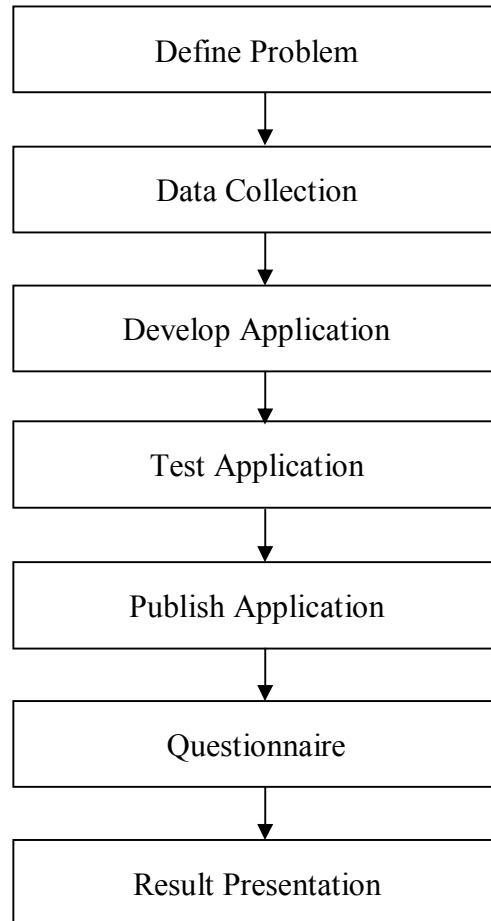 Define Problem
Data Collection
Develop Application
Test Application
Publish Application
Questionnaire
Result Presentation